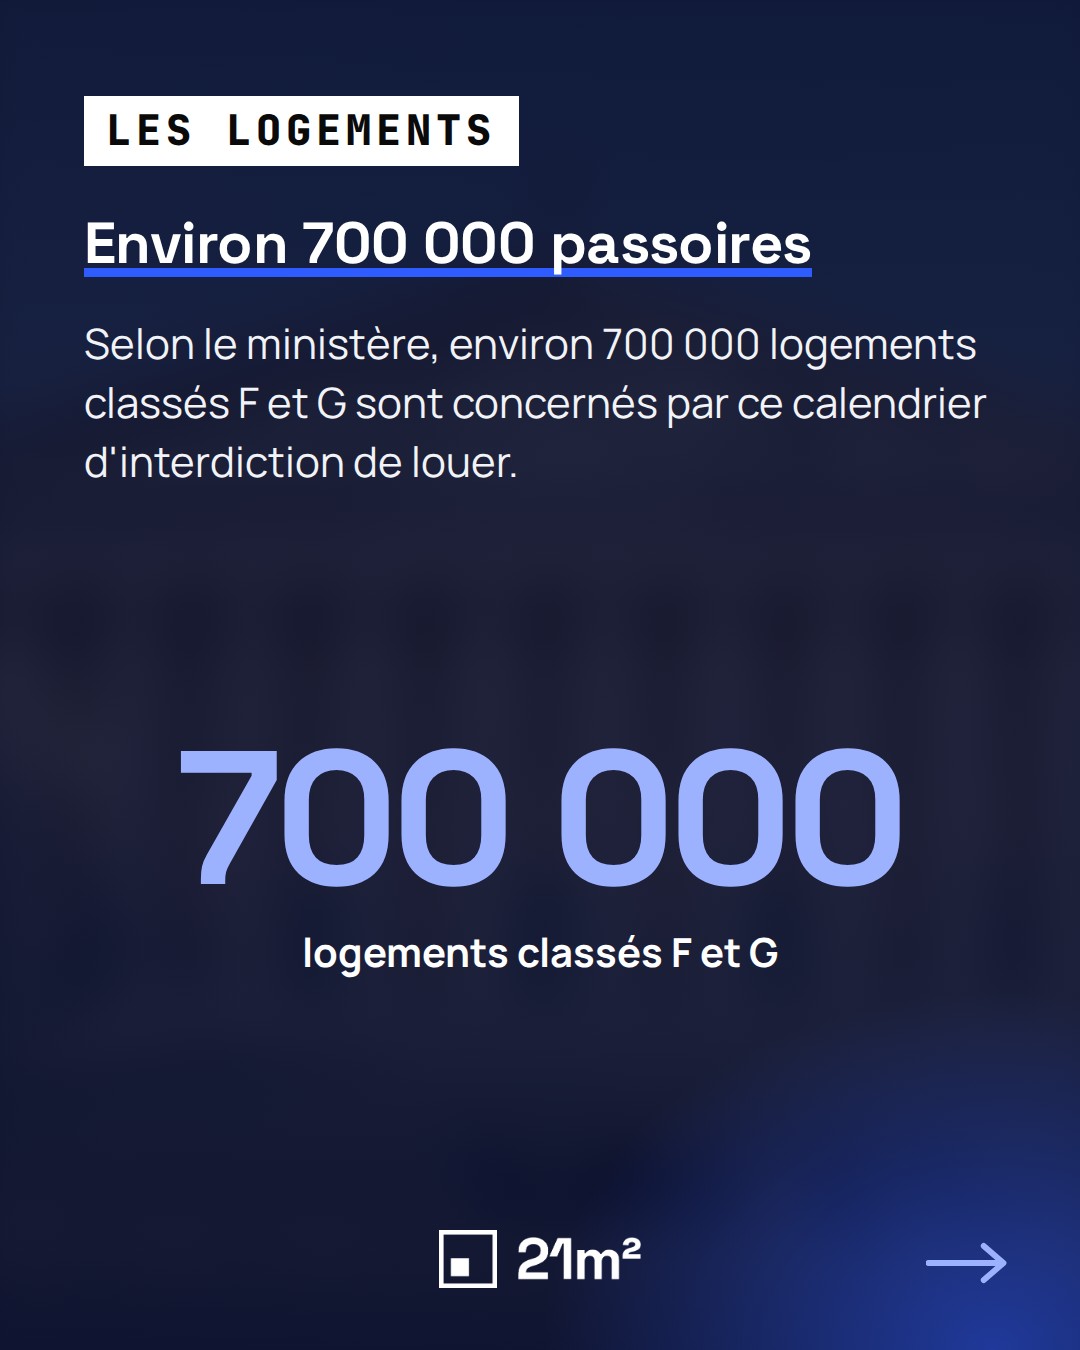 LES LOGEMENTS
Environ 700 000 passoires
Selon le ministère, environ 700 000 logements
classés F et G sont concernés par ce calendrier
d'interdiction de louer.
700 000
logements classés F et G
21m²